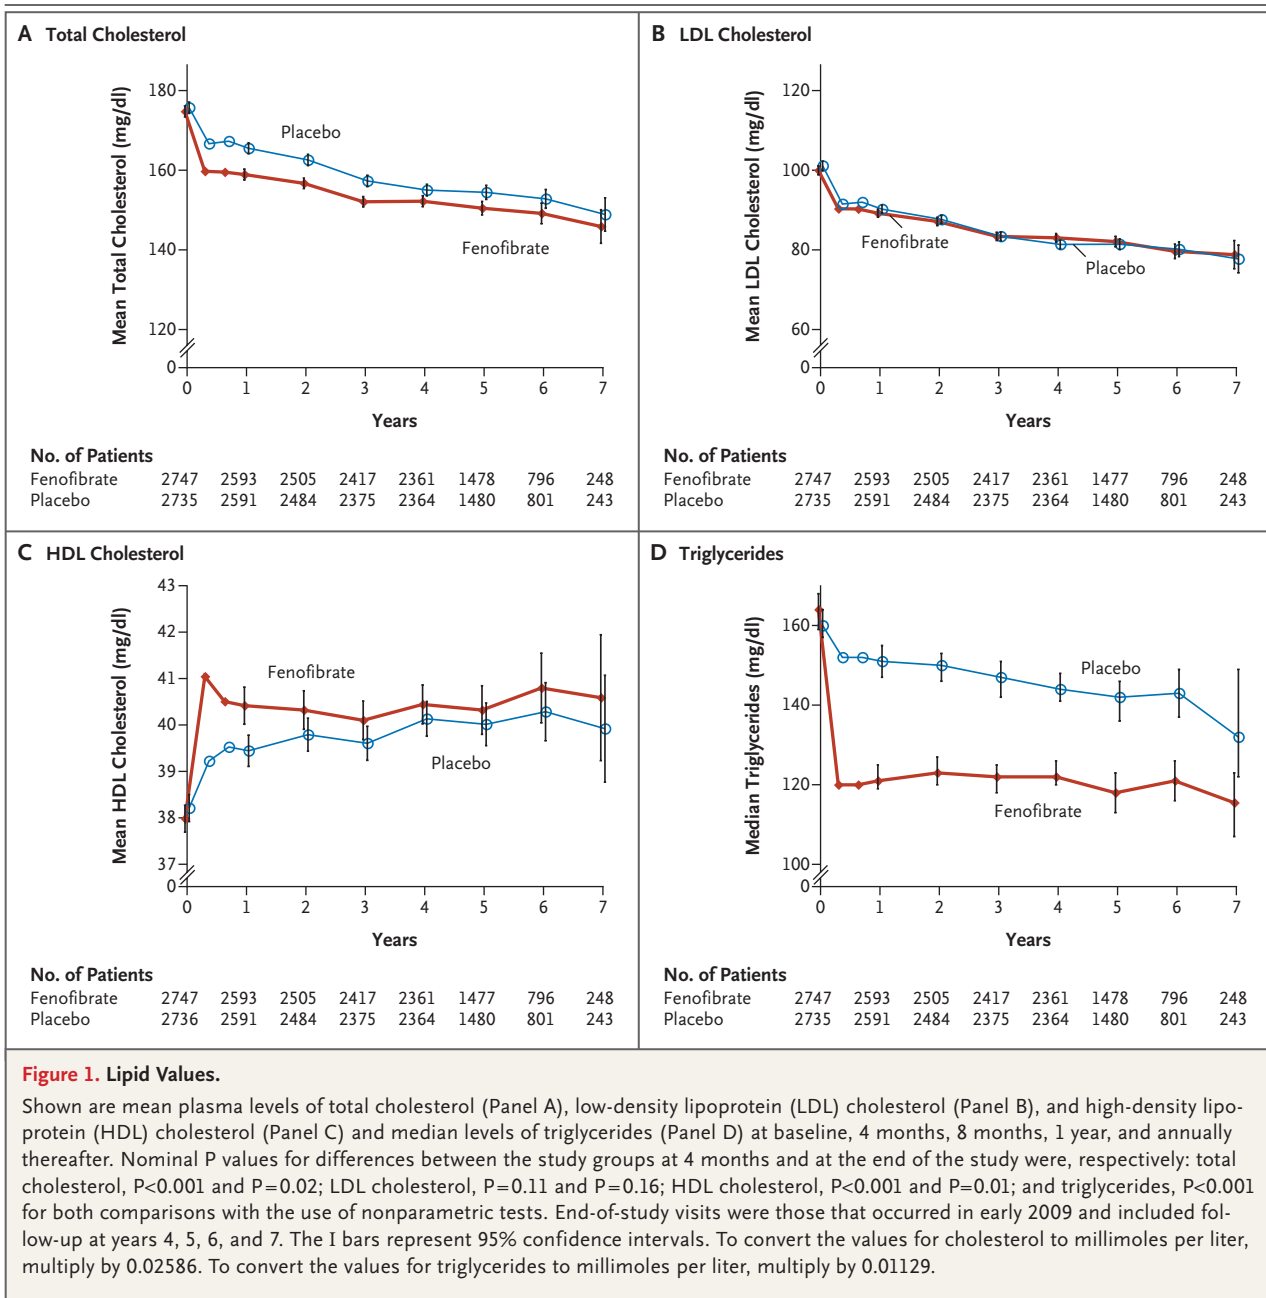 A Total Cholesterol
Mean Total Cholesterol (mg/dl)
180
160
140
120
0
Placebo
Fenofibrate
0 1 2 3 4 5 6 7
Years
No. of Patients
Fenofibrate 2747 2593 2505 2417 2361 1478 796 248
Placebo 2735 2591 2484 2375 2364 1480 801 243
B LDL Cholesterol
Mean LDL Cholesterol (mg/dl)
120
100
80
60
0
Fenofibrate
Placebo
0 1 2 3 4 5 6 7
Years
No. of Patients
Fenofibrate 2747 2593 2505 2417 2361 1477 796 248
Placebo 2735 2591 2484 2375 2364 1480 801 243
C HDL Cholesterol
Mean HDL Cholesterol (mg/dl)
43
42
41
40
39
38
37
0
Fenofibrate
Placebo
0 1 2 3 4 5 6 7
Years
No. of Patients
Fenofibrate 2747 2593 2505 2417 2361 1477 796 248
Placebo 2736 2591 2484 2375 2364 1480 801 243
D Triglycerides
Median Triglycerides (mg/dl)
160
140
120
100
0
Placebo
Fenofibrate
0 1 2 3 4 5 6 7
Years
No. of Patients
Fenofibrate 2747 2593 2505 2417 2361 1478 796 248
Placebo 2735 2591 2484 2375 2364 1480 801 243
Figure 1. Lipid Values.
Shown are mean plasma levels of total cholesterol (Panel A), low-density lipoprotein (LDL) cholesterol (Panel B), and high-density lipo-
protein (HDL) cholesterol (Panel C) and median levels of triglycerides (Panel D) at baseline, 4 months, 8 months, 1 year, and annually
thereafter. Nominal P values for differences between the study groups at 4 months and at the end of the study were, respectively: total
cholesterol, P<0.001 and P=0.02; LDL cholesterol, P=0.11 and P=0.16; HDL cholesterol, P<0.001 and P=0.01; and triglycerides, P<0.001
for both comparisons with the use of nonparametric tests. End-of-study visits were those that occurred in early 2009 and included fol-
low-up at years 4, 5, 6, and 7. The I bars represent 95% confidence intervals. To convert the values for cholesterol to millimoles per liter,
multiply by 0.02586. To convert the values for triglycerides to millimoles per liter, multiply by 0.01129.